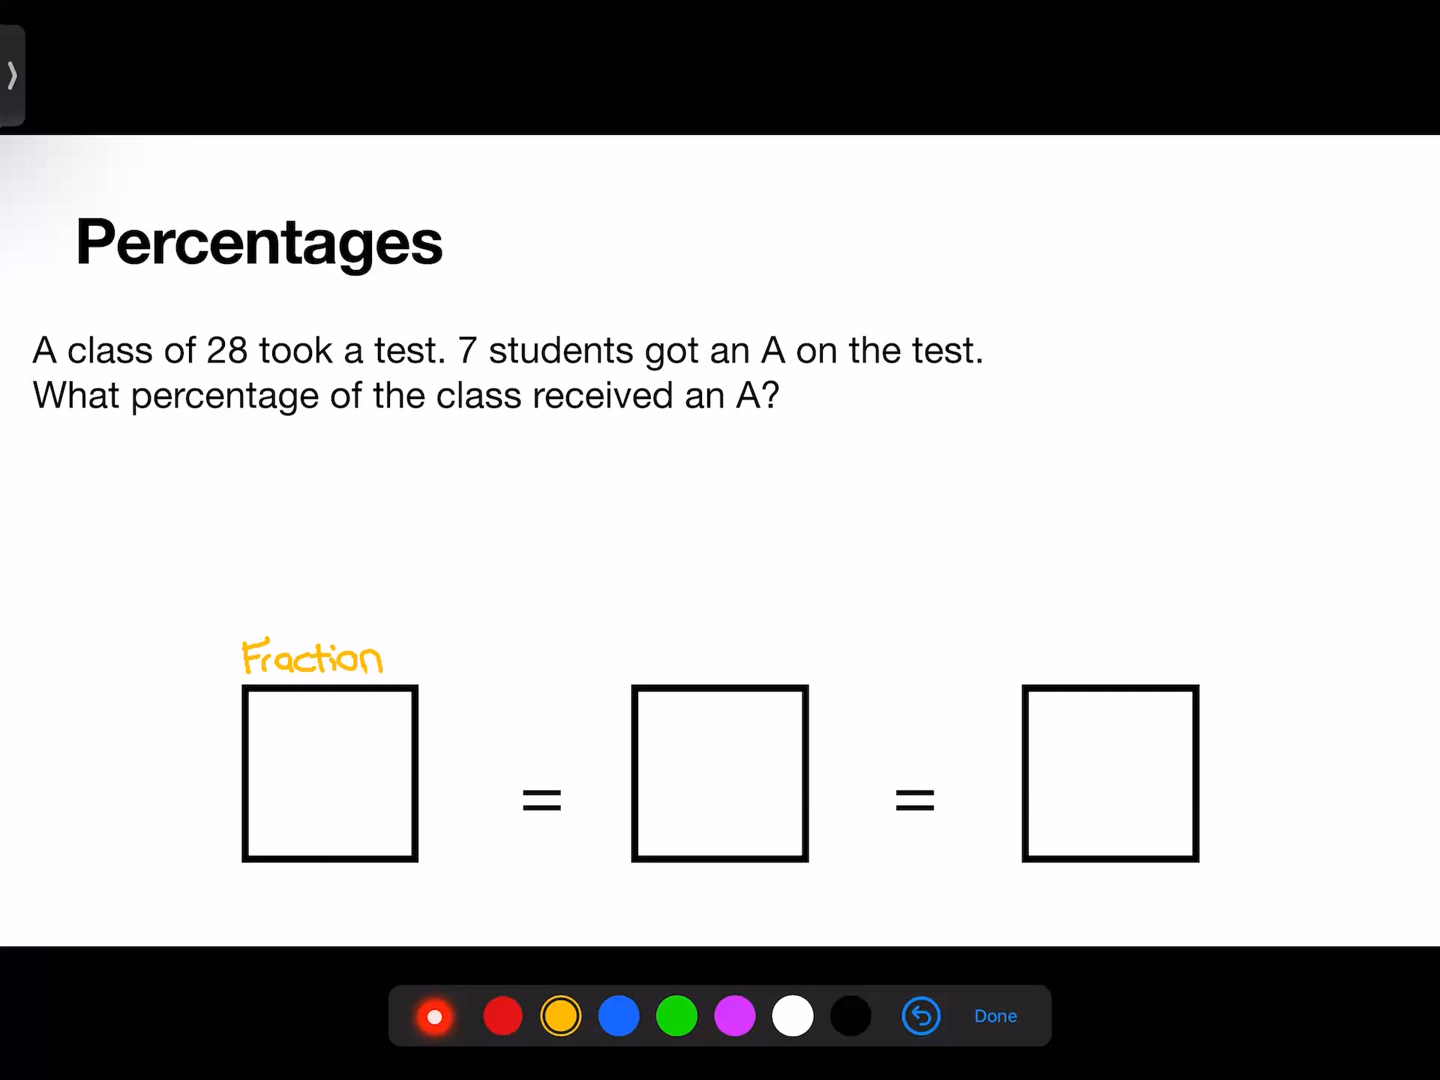 Percentages
A class of 28 took a test. 7 students got an A on the test.
What percentage of the class received an A?
Fraction
= =
Done